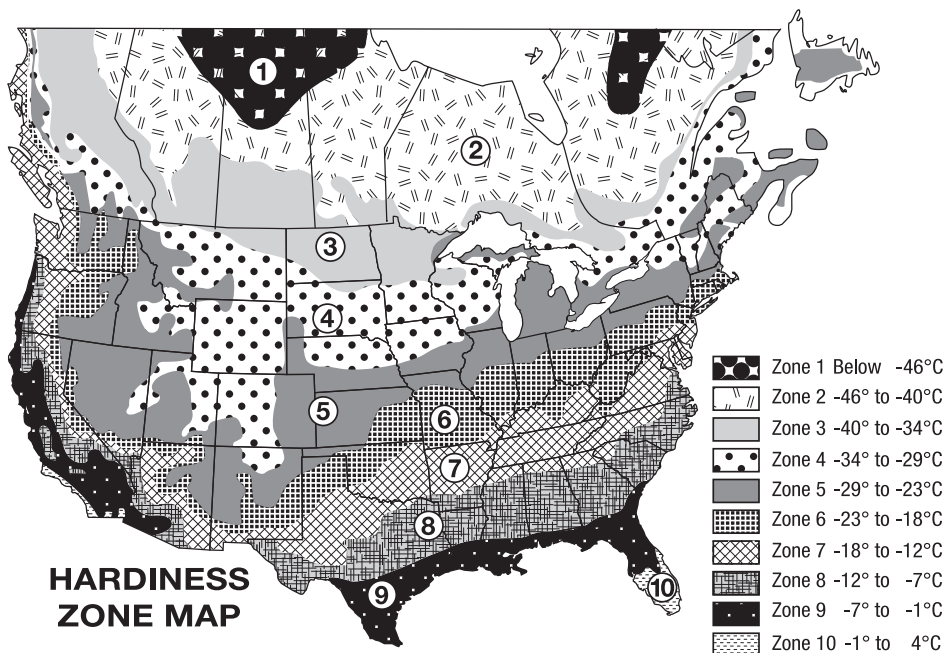 1
2
3
4
5
6
7
8
9
10
HARDINESS
ZONE MAP
Zone 1 Below -46°C
Zone 2 -46° to -40°C
Zone 3 -40° to -34°C
Zone 4 -34° to -29°C
Zone 5 -29° to -23°C
Zone 6 -23° to -18°C
Zone 7 -18° to -12°C
Zone 8 -12° to -7°C
Zone 9 -7° to -1°C
Zone 10 -1° to 4°C